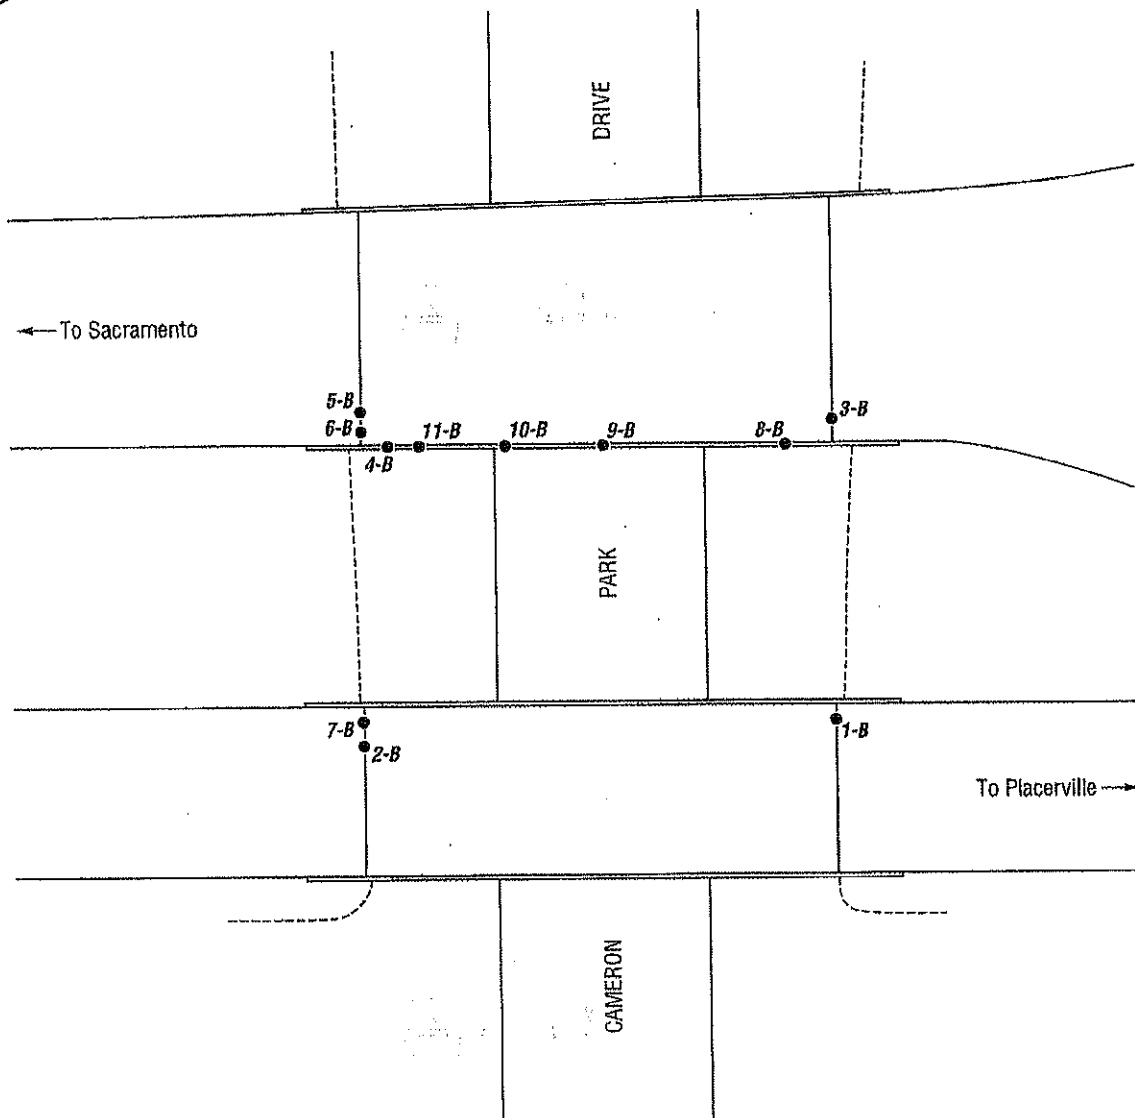 DRIVE
←To Sacramento
5-B
3-B
6-B
11-B
10-B
9-B
8-B
4-B
PARK
7-B
1-B
2-B
To Placerville→
CAMERON